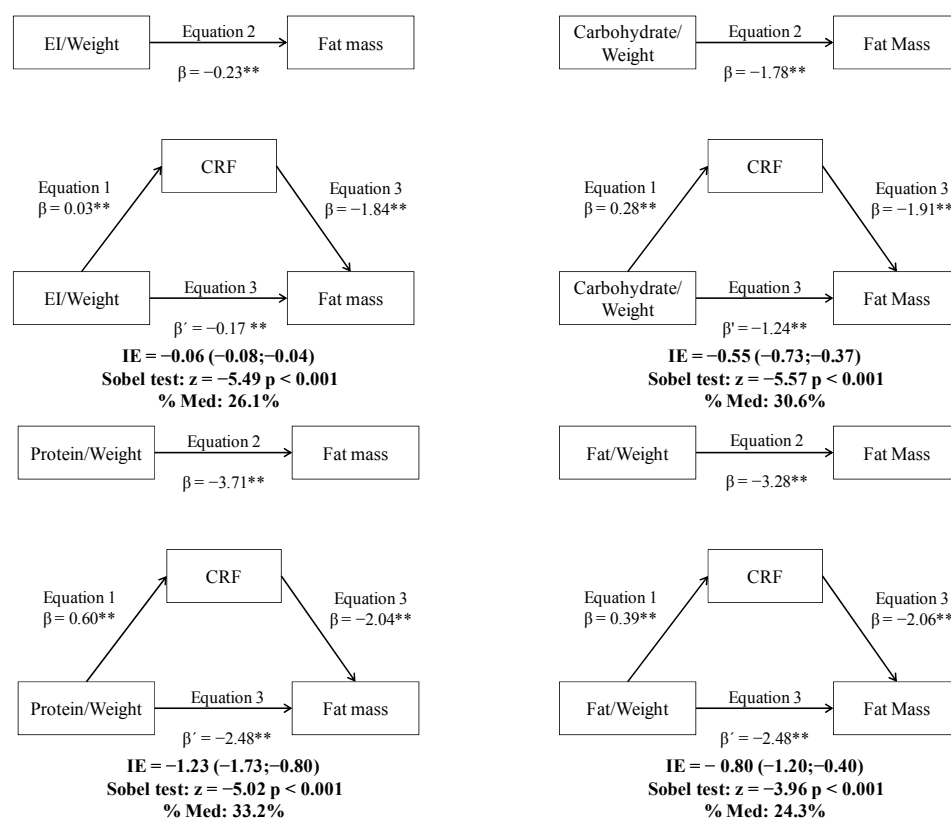 EI/Weight
Equation 2
Fat mass
β = −0.23**
CRF
Equation 1
β = 0.03**
Equation 3
β = −1.84**
EI/Weight
Equation 3
Fat mass
β´ = −0.17 **
IE = −0.06 (−0.08;−0.04)
Sobel test: z = −5.49 p < 0.001
% Med: 26.1%
Carbohydrate/
Weight
Equation 2
Fat Mass
β = −1.78**
CRF
Equation 1
β = 0.28**
Equation 3
β = −1.91**
Carbohydrate/
Weight
Equation 3
Fat Mass
β' = −1.24**
IE = −0.55 (−0.73;−0.37)
Sobel test: z = −5.57 p < 0.001
% Med: 30.6%
Protein/Weight
Equation 2
Fat mass
β = −3.71**
CRF
Equation 1
β = 0.60**
Equation 3
β = −2.04**
Protein/Weight
Equation 3
Fat mass
β´ = −2.48**
IE = −1.23 (−1.73;−0.80)
Sobel test: z = −5.02 p < 0.001
% Med: 33.2%
Fat/Weight
Equation 2
Fat Mass
β = −3.28**
CRF
Equation 1
β = 0.39**
Equation 3
β = −2.06**
Fat/Weight
Equation 3
Fat Mass
β´ = −2.48**
IE = − 0.80 (−1.20;−0.40)
Sobel test: z = −3.96 p < 0.001
% Med: 24.3%